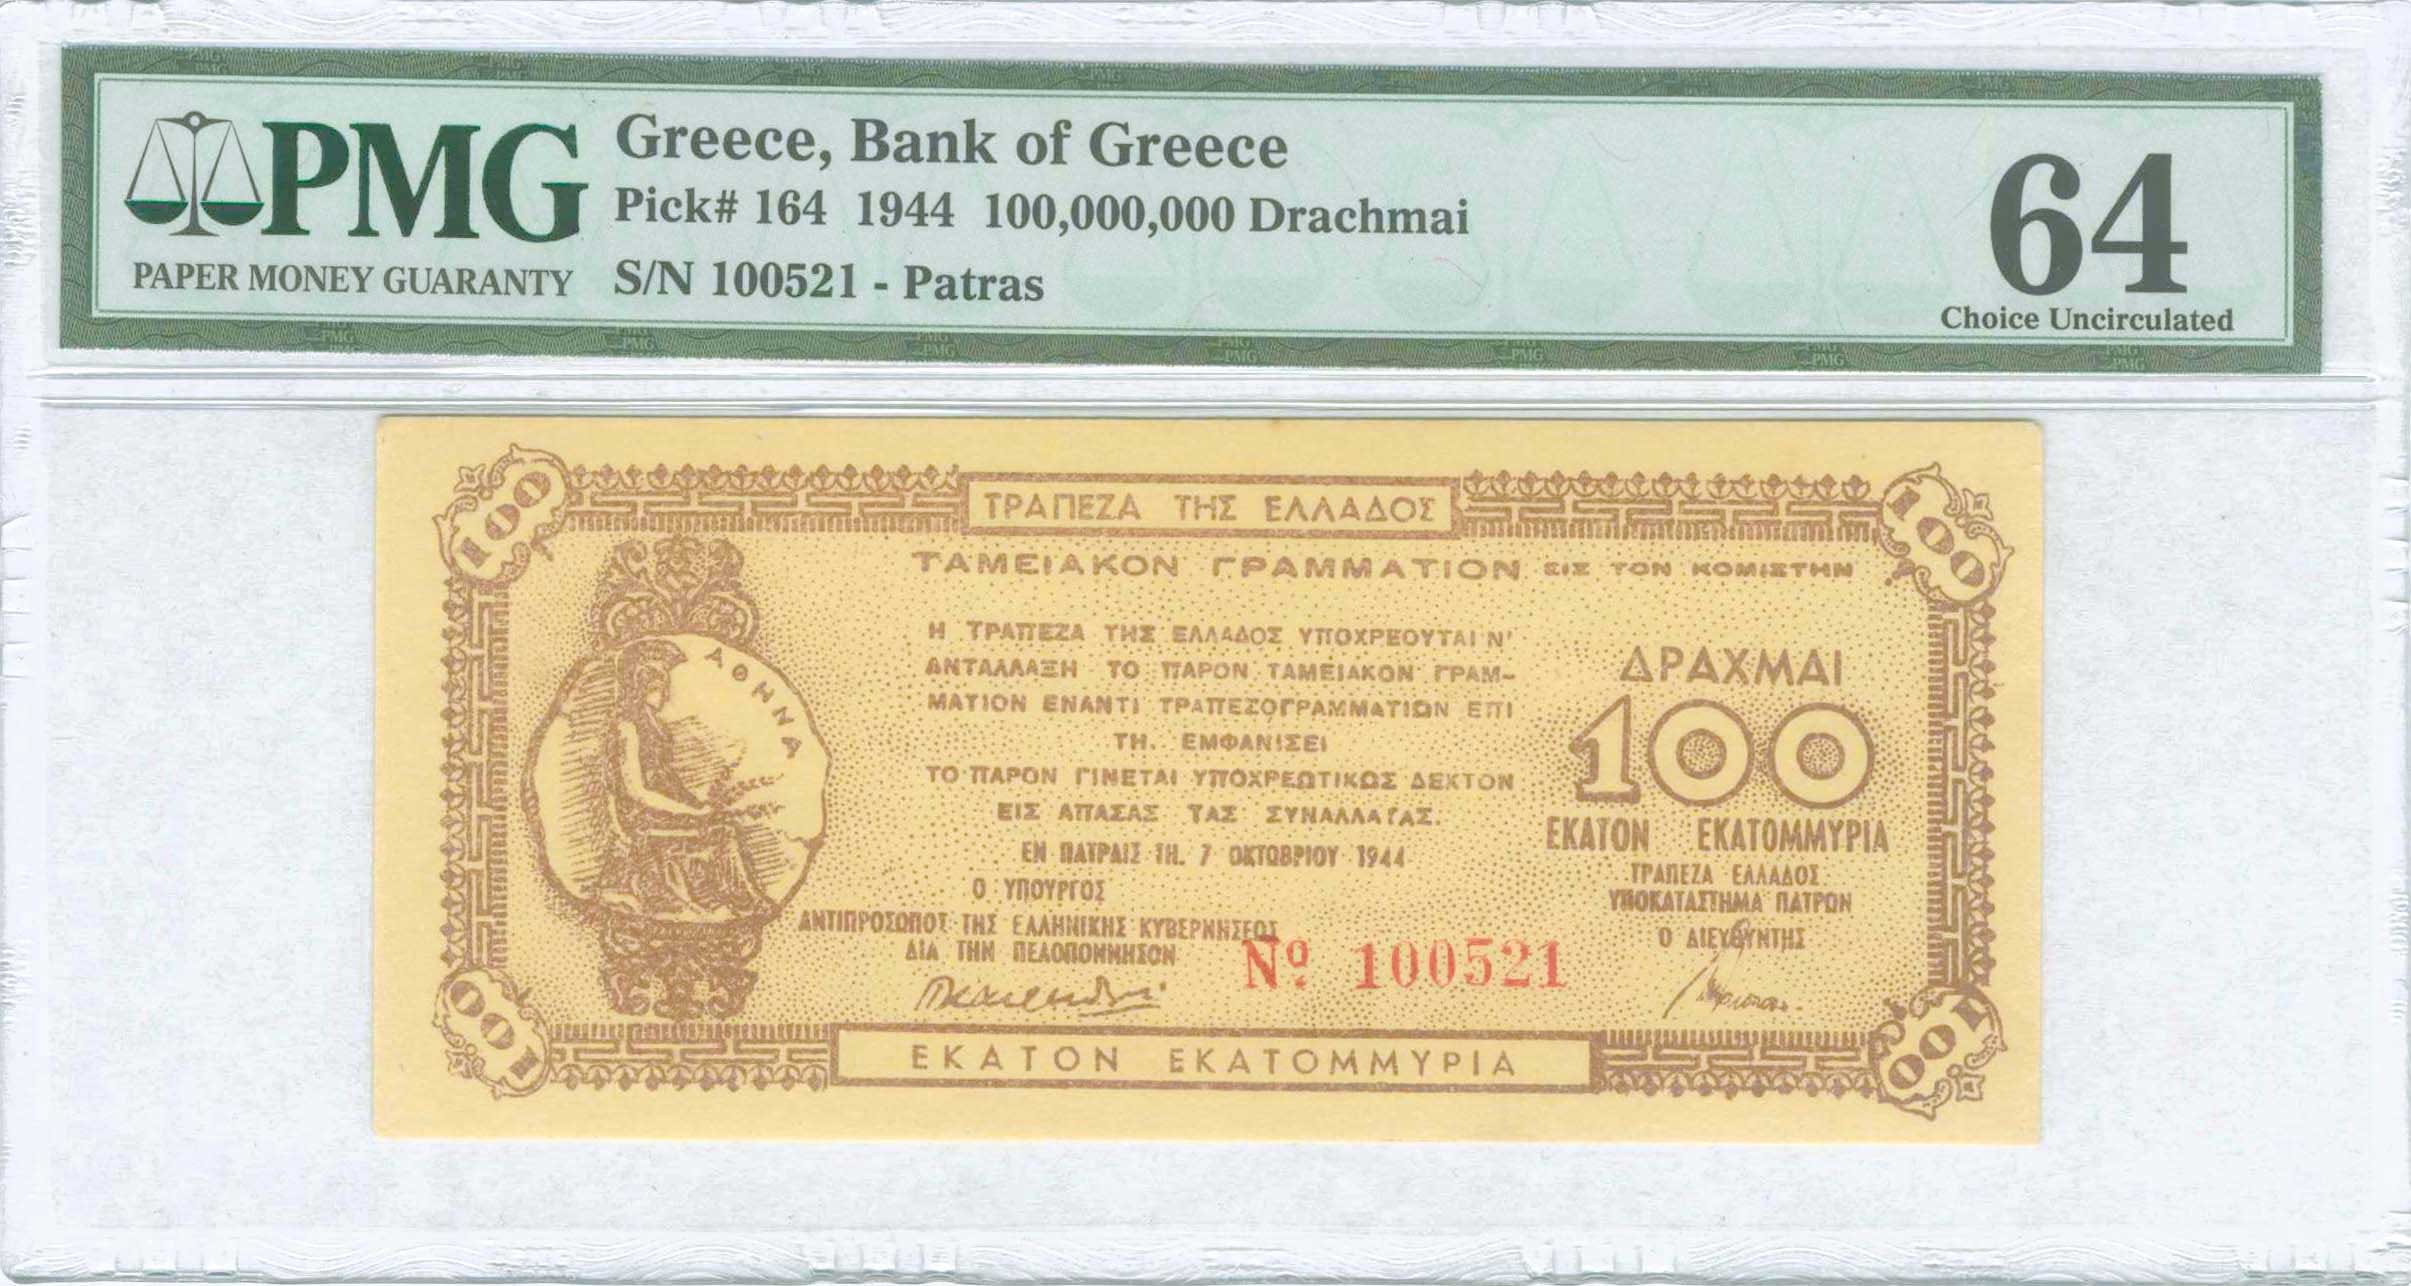 PMG
PAPER MONEY GUARANTY
Greece, Bank of Greece
Pick# 164 1944 100,000,000 Drachmai
S/N 100521 - Patras
64
Choice Uncirculated
100
100
ΤΡΑΠΕΖΑ ΤΗΣ ΕΛΛΑΔΟΣ
ΤΑΜΕΙΑΚΟΝ ΓΡΑΜΜΑΤΙΟΝ ΕΙΣ ΤΟΝ ΚΟΜΙΣΤΗΝ
ΑΘΗΝΑ
Η ΤΡΑΠΕΖΑ ΤΗΣ ΕΛΛΑΔΟΣ ΥΠΟΧΡΕΟΥΤΑΙ Ν'
ΑΝΤΑΛΛΑΞΗ ΤΟ ΠΑΡΟΝ ΤΑΜΕΙΑΚΟΝ ΓΡΑΜ-
ΜΑΤΙΟΝ ΕΝΑΝΤΙ ΤΡΑΠΕΖΟΓΡΑΜΜΑΤΙΩΝ ΕΠΙ
ΤΗ. ΕΜΦΑΝΙΣΕΙ
ΤΟ ΠΑΡΟΝ ΓΙΝΕΤΑΙ ΥΠΟΧΡΕΩΤΙΚΩΣ ΔΕΚΤΟΝ
ΕΙΣ ΑΠΑΣΑΣ ΤΑΣ ΣΥΝΑΛΛΑΓΑΣ.
ΕΝ ΠΑΤΡΑΙΣ ΤΗ. 7 ΟΚΤΩΒΡΙΟΥ 1944
Ο ΥΠΟΥΡΓΟΣ
ΑΝΤΙΠΡΟΣΩΠΟΣ ΤΗΣ ΕΛΛΗΝΙΚΗΣ ΚΥΒΕΡΝΗΣΕΩΣ
ΔΙΑ ΤΗΝ ΠΕΛΟΠΟΝΝΗΣΟΝ
ΔΡΑΧΜΑΙ
100
ΕΚΑΤΟΝ ΕΚΑΤΟΜΜΥΡΙΑ
ΤΡΑΠΕΖΑ ΕΛΛΑΔΟΣ
ΥΠΟΚΑΤΑΣΤΗΜΑ ΠΑΤΡΩΝ
Ο ΔΙΕΥΘΥΝΤΗΣ
Nº 100521
100
100
ΕΚΑΤΟΝ ΕΚΑΤΟΜΜΥΡΙΑ